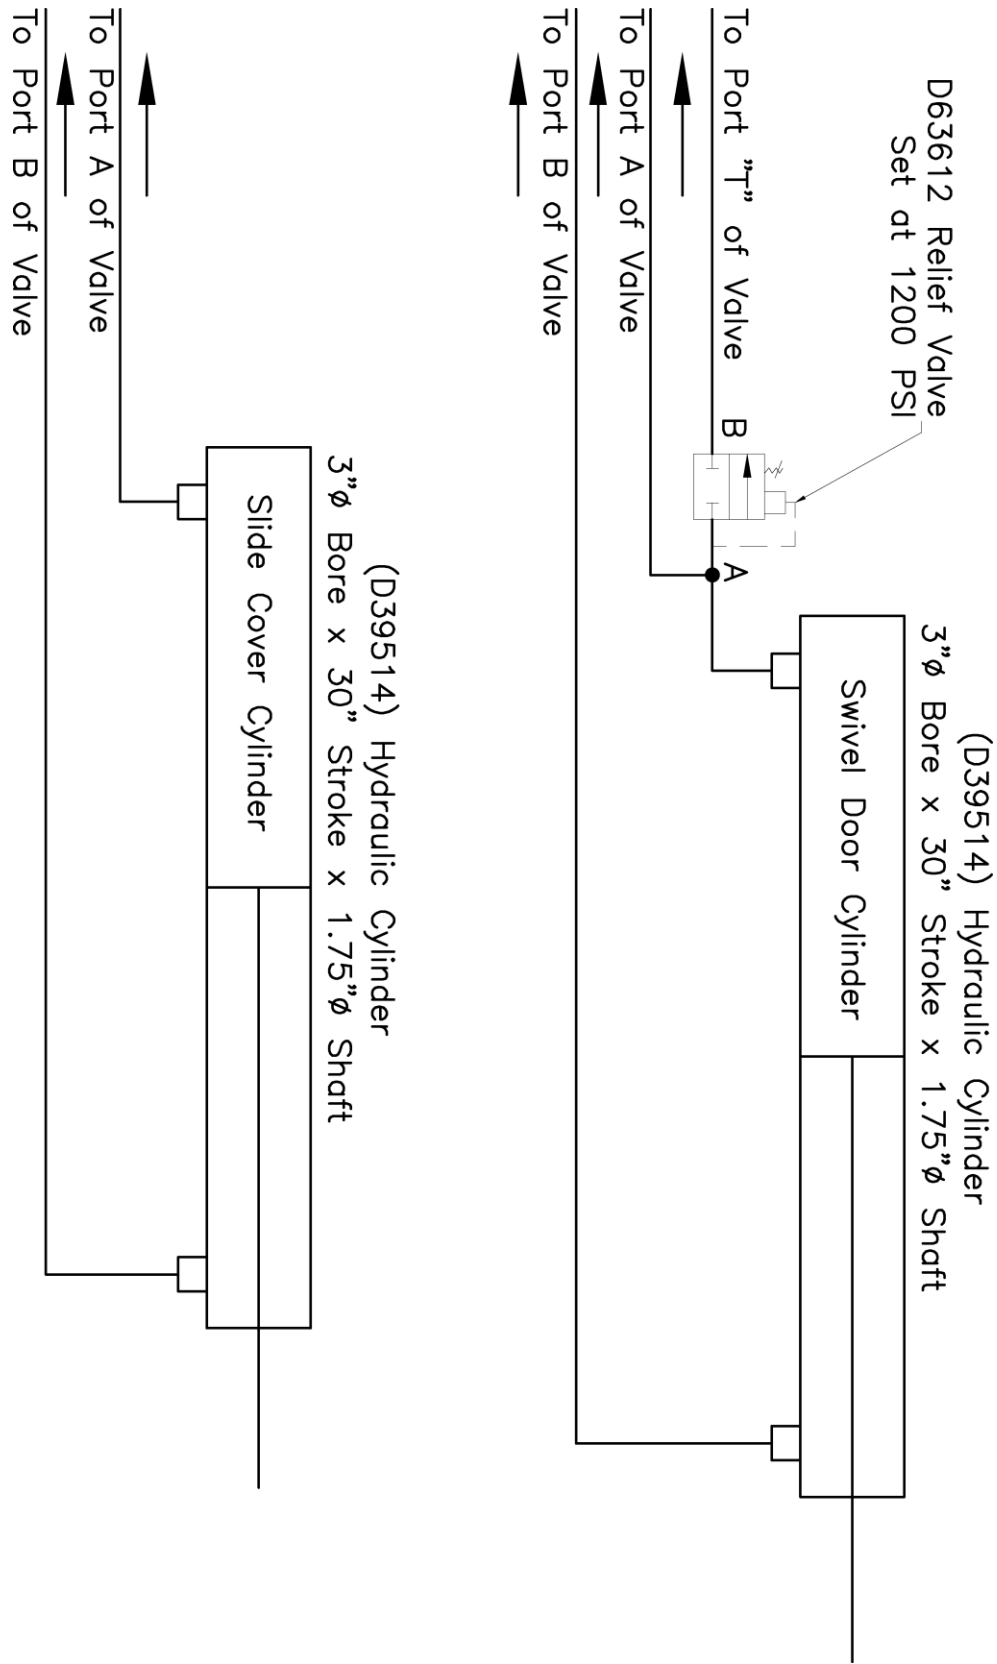 (D39514) Hydraulic Cylinder
3"ø Bore x 30" Stroke x 1.75"ø Shaft
D63612 Relief Valve
Set at 1200 PSI
Swivel Door Cylinder
B
A
To Port "T" of Valve
To Port A of Valve
To Port B of Valve
(D39514) Hydraulic Cylinder
3"ø Bore x 30" Stroke x 1.75"ø Shaft
Slide Cover Cylinder
To Port A of Valve
To Port B of Valve